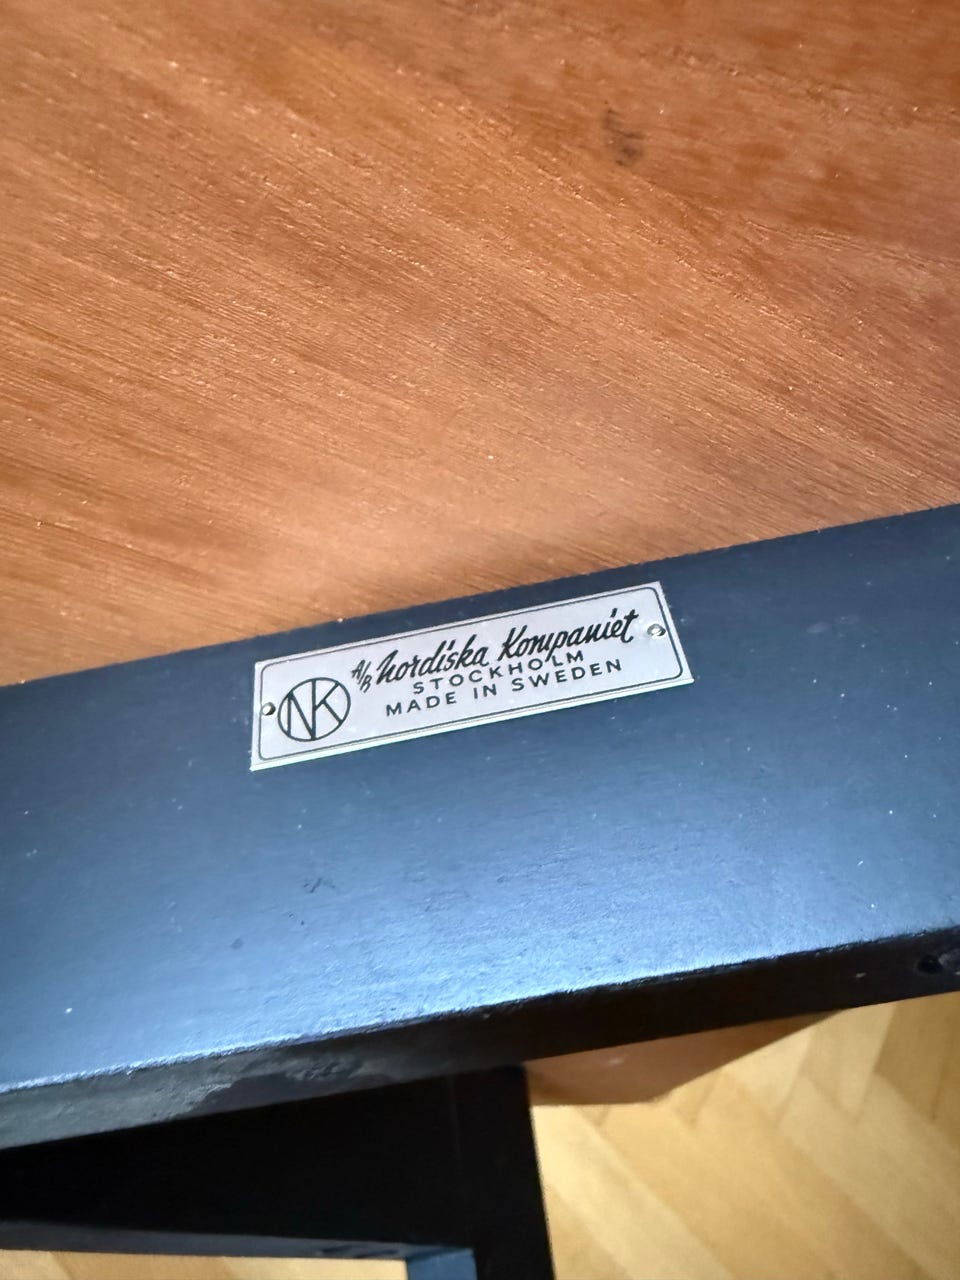 NK
A/B Nordiska Kompaniet
STOCKHOLM
MADE IN SWEDEN